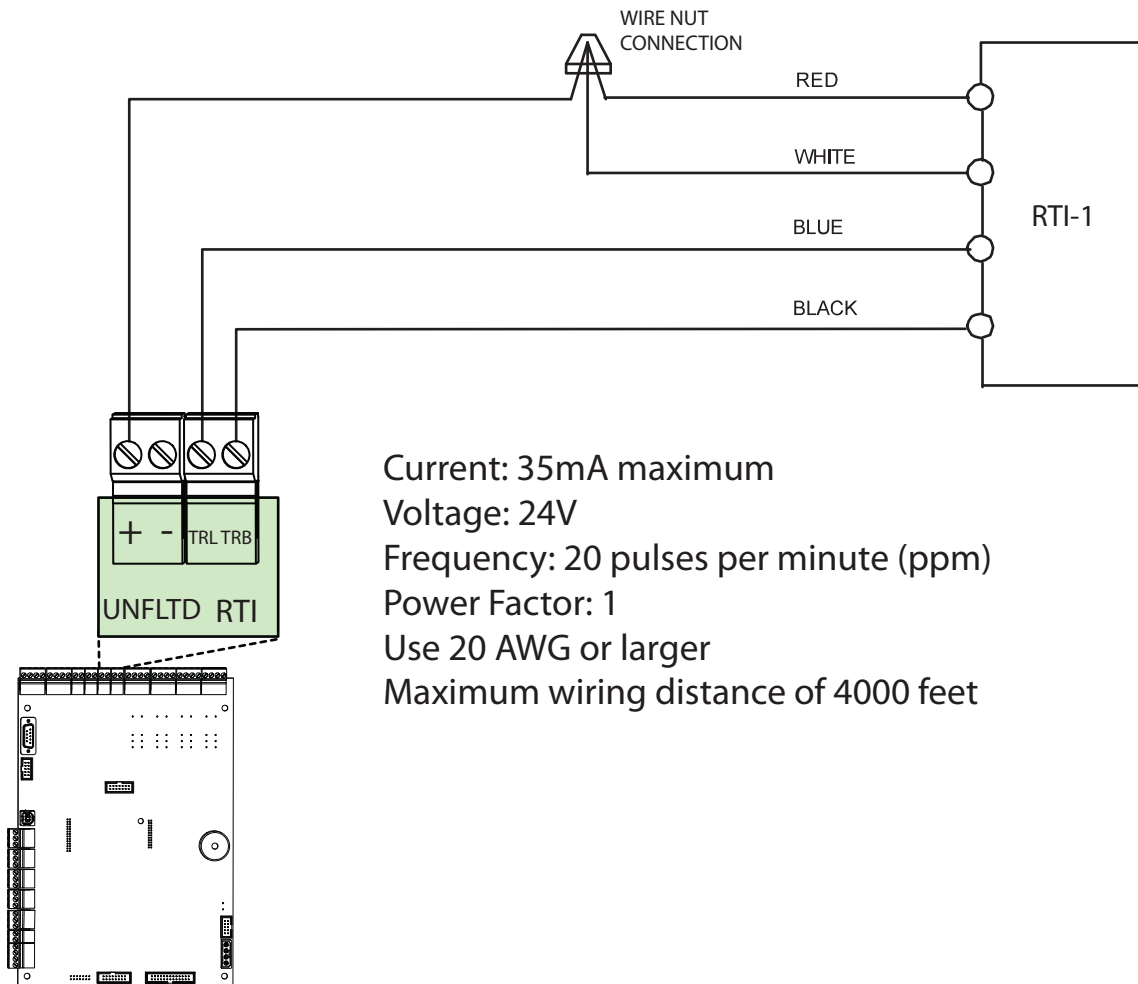 WIRE NUT
CONNECTION
RED
WHITE
BLUE
BLACK
RTI-1
+ - TRL TRB
UNFLTD RTI
Current: 35mA maximum
Voltage: 24V
Frequency: 20 pulses per minute (ppm)
Power Factor: 1
Use 20 AWG or larger
Maximum wiring distance of 4000 feet